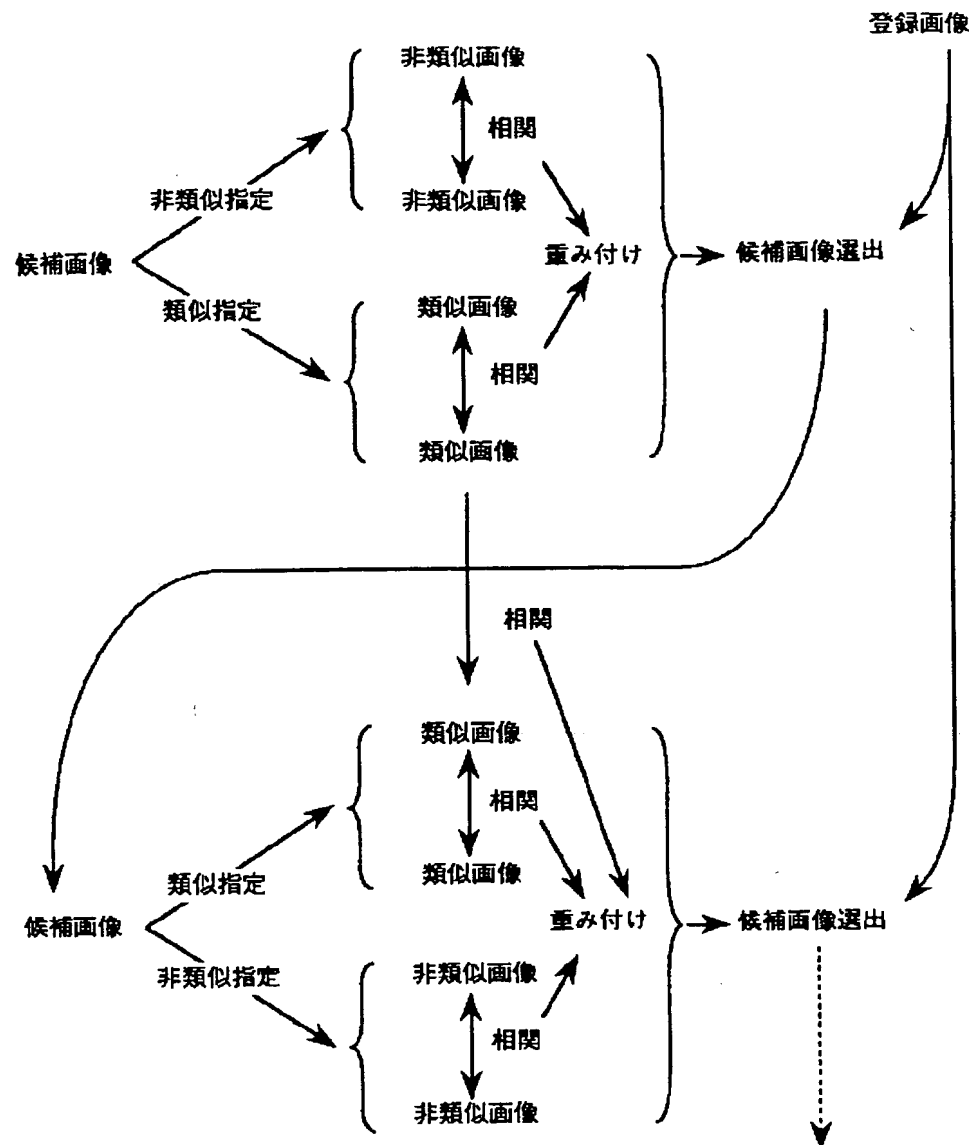 登録画像
非類似画像
相関
非類似指定
非類似画像
候補画像
重み付け
候補画像選出
類似指定
類似画像
相関
類似画像
相関
類似画像
相関
類似指定
類似画像
候補画像
重み付け
候補画像選出
非類似指定
非類似画像
相関
非類似画像